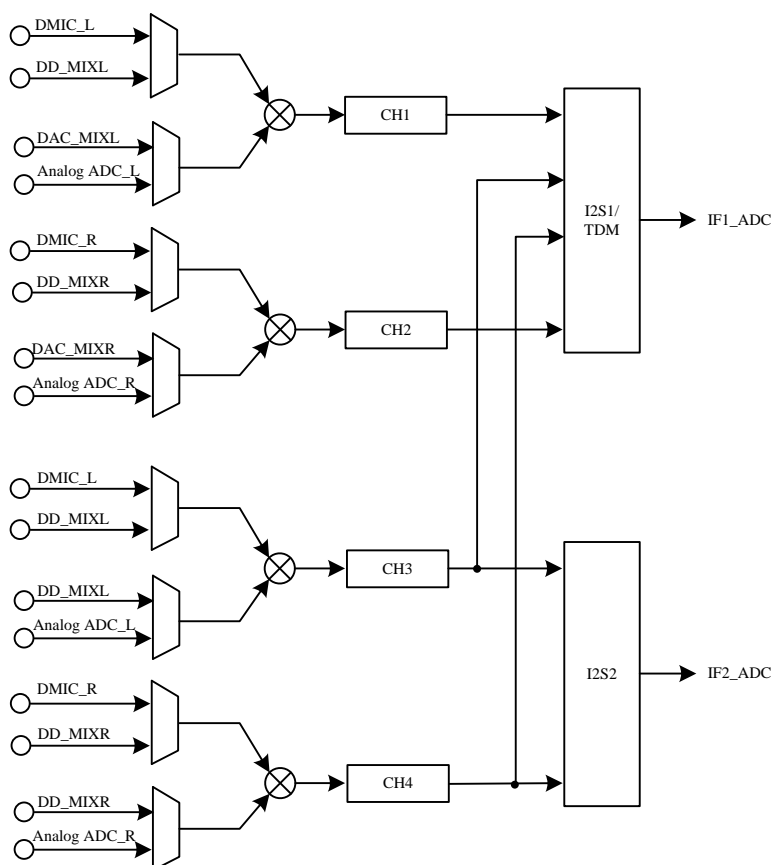 DMIC_L
DD_MIXL
CH1
DAC_MIXL
Analog ADC_L
I2S1/
TDM
IF1_ADC
DMIC_R
DD_MIXR
CH2
DAC_MIXR
Analog ADC_R
DMIC_L
DD_MIXL
CH3
DD_MIXL
Analog ADC_L
I2S2
IF2_ADC
DMIC_R
DD_MIXR
CH4
DD_MIXR
Analog ADC_R